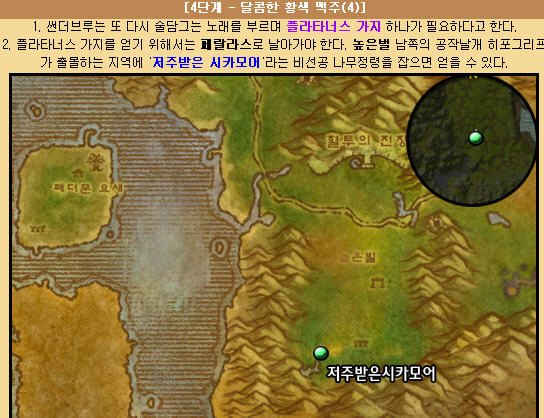 [4단계 - 달콤한 황색 맥주(4)]
1. 썬더브루는 또 다시 술담그는 노래를 부르며 플라타너스 가지 하나가 필요하다고 한다.
2. 플라타너스 가지를 얻기 위해서는 페랄라스로 날아가야 한다. 높은벌 남쪽의 공작날개 히포그리프
가 출몰하는 지역에 '저주받은 시카모어'라는 비선공 나무정령을 잡으면 얻을 수 있다.
혈투의 전장
페더문 요새
높은벌
저주받은시카모어